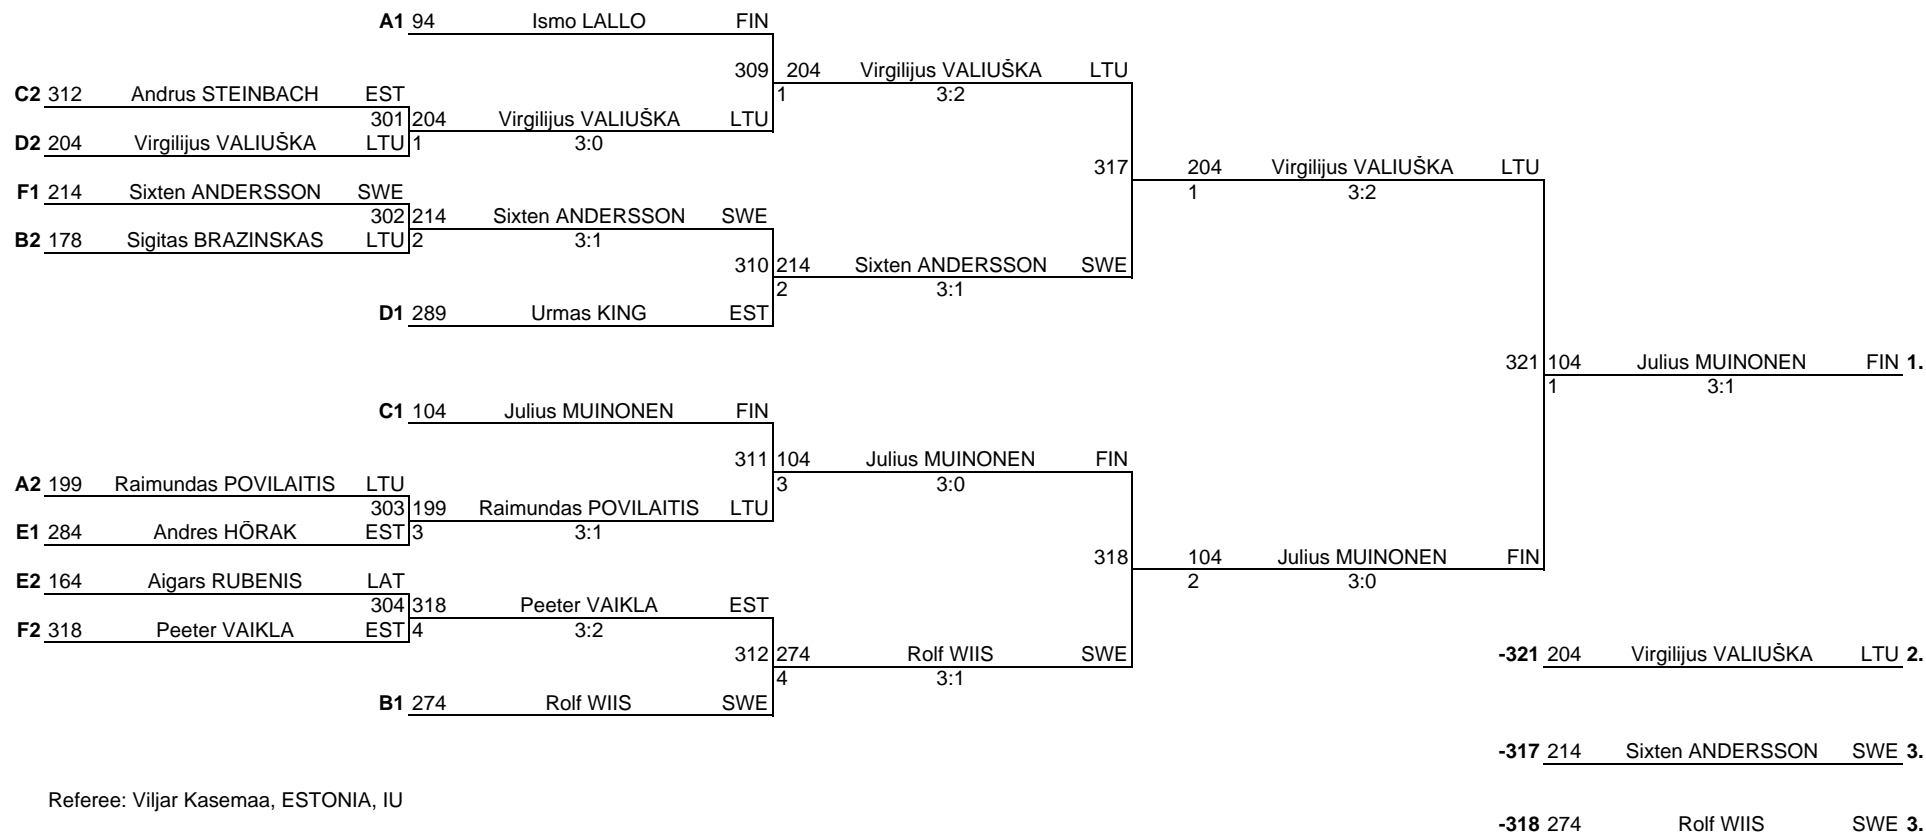 A1 94 Ismo LALLO FIN
309 204 Virgilijus VALIUŠKA LTU
C2 312 Andrus STEINBACH EST
1 3:2
301 204 Virgilijus VALIUŠKA LTU
D2 204 Virgilijus VALIUŠKA LTU 1 3:0
317 204 Virgilijus VALIUŠKA LTU
F1 214 Sixten ANDERSSON SWE
1 3:2
302 214 Sixten ANDERSSON SWE
B2 178 Sigitas BRAZINSKAS LTU 2 3:1
310 214 Sixten ANDERSSON SWE
2 3:1
D1 289 Urmas KING EST
321 104 Julius MUINONEN FIN 1.
1 3:1
C1 104 Julius MUINONEN FIN
311 104 Julius MUINONEN FIN
A2 199 Raimundas POVILAITIS LTU
3 3:0
303 199 Raimundas POVILAITIS LTU
E1 284 Andres HÕRAK EST 3 3:1
318 104 Julius MUINONEN FIN
E2 164 Aigars RUBENIS LAT
2 3:0
304 318 Peeter VAIKLA EST
F2 318 Peeter VAIKLA EST 4 3:2
312 274 Rolf WIIS SWE
-321 204 Virgilijus VALIUŠKA LTU 2.
4 3:1
B1 274 Rolf WIIS SWE
-317 214 Sixten ANDERSSON SWE 3.
Referee: Viljar Kasemaa, ESTONIA, IU
-318 274 Rolf WIIS SWE 3.